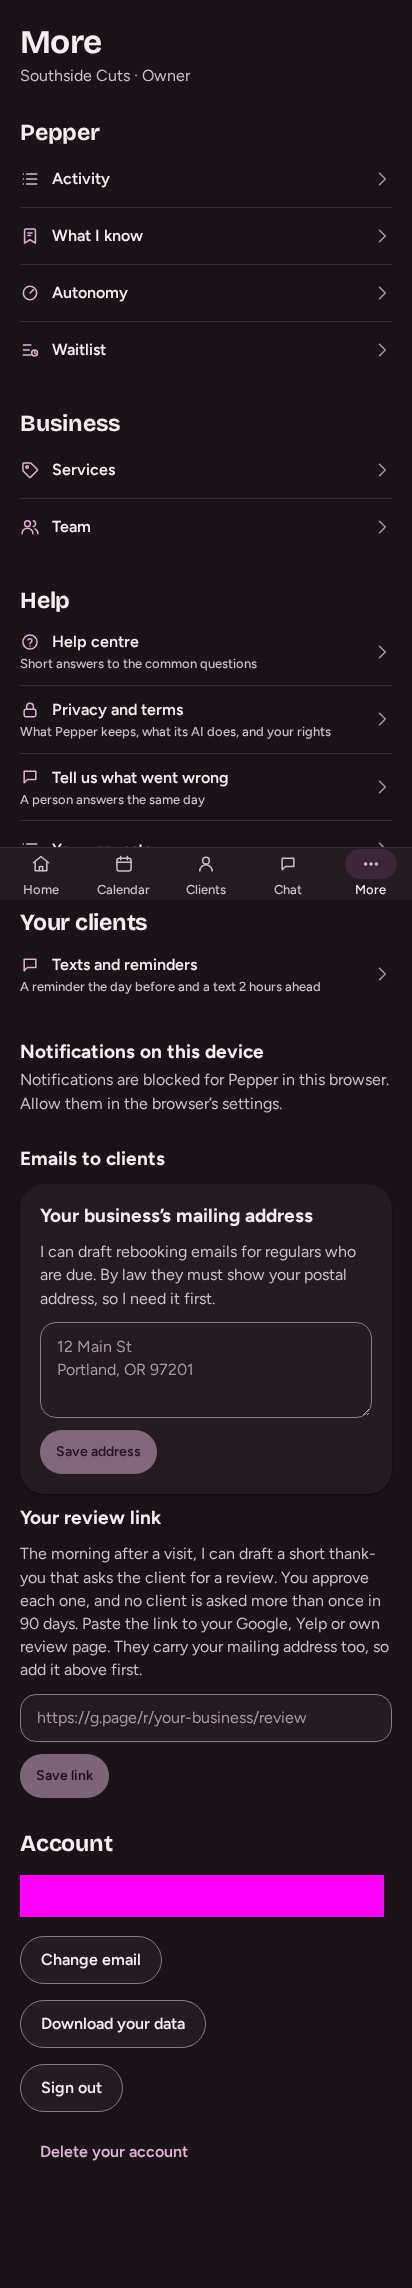 More
Southside Cuts · Owner
Pepper
Activity
What I know
Autonomy
Waitlist
Business
Services
Team
Help
Help centre
Short answers to the common questions
Privacy and terms
What Pepper keeps, what its AI does, and your rights
Tell us what went wrong
A person answers the same day
Home
Calendar
Clients
Chat
More
Your clients
Texts and reminders
A reminder the day before and a text 2 hours ahead
Notifications on this device
Notifications are blocked for Pepper in this browser.
Allow them in the browser’s settings.
Emails to clients
Your business’s mailing address
I can draft rebooking emails for regulars who
are due. By law they must show your postal
address, so I need it first.
12 Main St
Portland, OR 97201
Save address
Your review link
The morning after a visit, I can draft a short thank-
you that asks the client for a review. You approve
each one, and no client is asked more than once in
90 days. Paste the link to your Google, Yelp or own
review page. They carry your mailing address too, so
add it above first.
https://g.page/r/your-business/review
Save link
Account
Change email
Download your data
Sign out
Delete your account